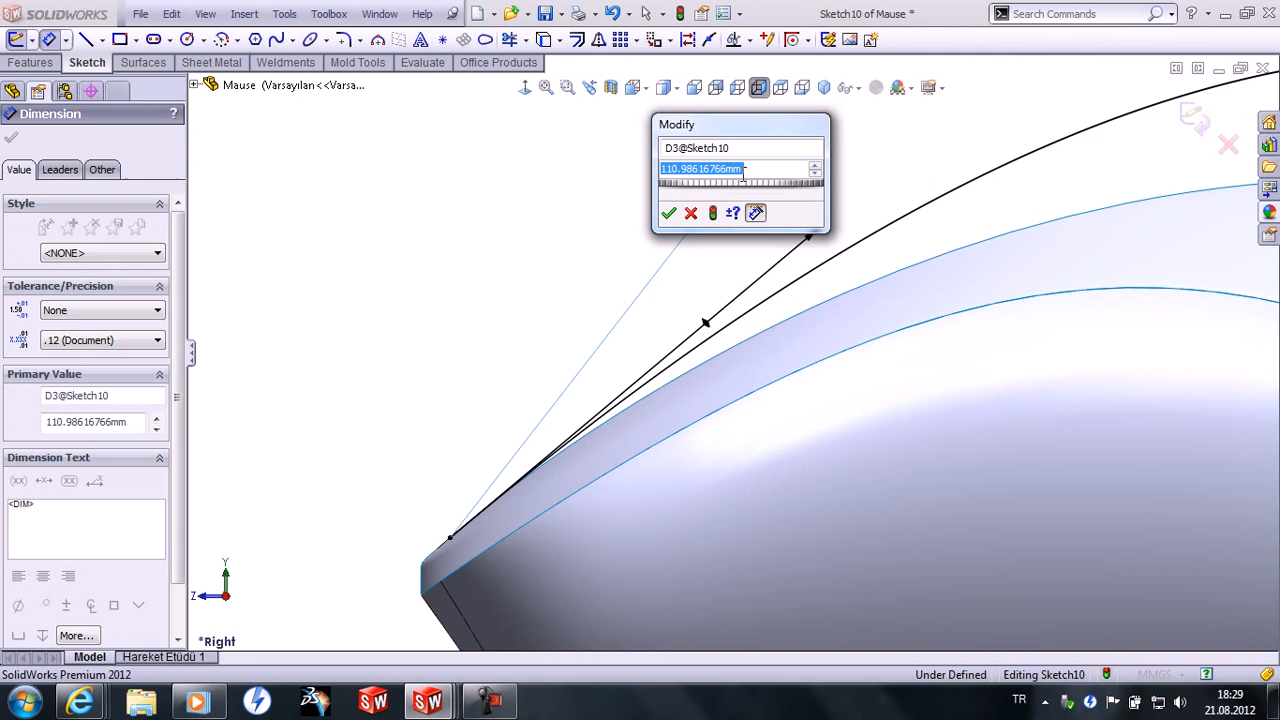 SOLIDWORKS
File Edit View Insert Tools Toolbox Window Help
Sketch10 of Mause *
Search Commands
Features Sketch Surfaces Sheet Metal Weldments Mold Tools Evaluate Office Products
Mause (Varsayılan<<Varsa...
Dimension ?
Value Leaders Other
Style
<NONE>
Tolerance/Precision
None
.12 (Document)
Primary Value
D3@Sketch10
110.98616766mm
Dimension Text
<DIM>
More...
Modify
D3@Sketch10
110.98616766mm
±?
Y
Z
*Right
Model Hareket Etüdü 1
SolidWorks Premium 2012 Under Defined Editing Sketch10 MMGS
TR 18:29
21.08.2012